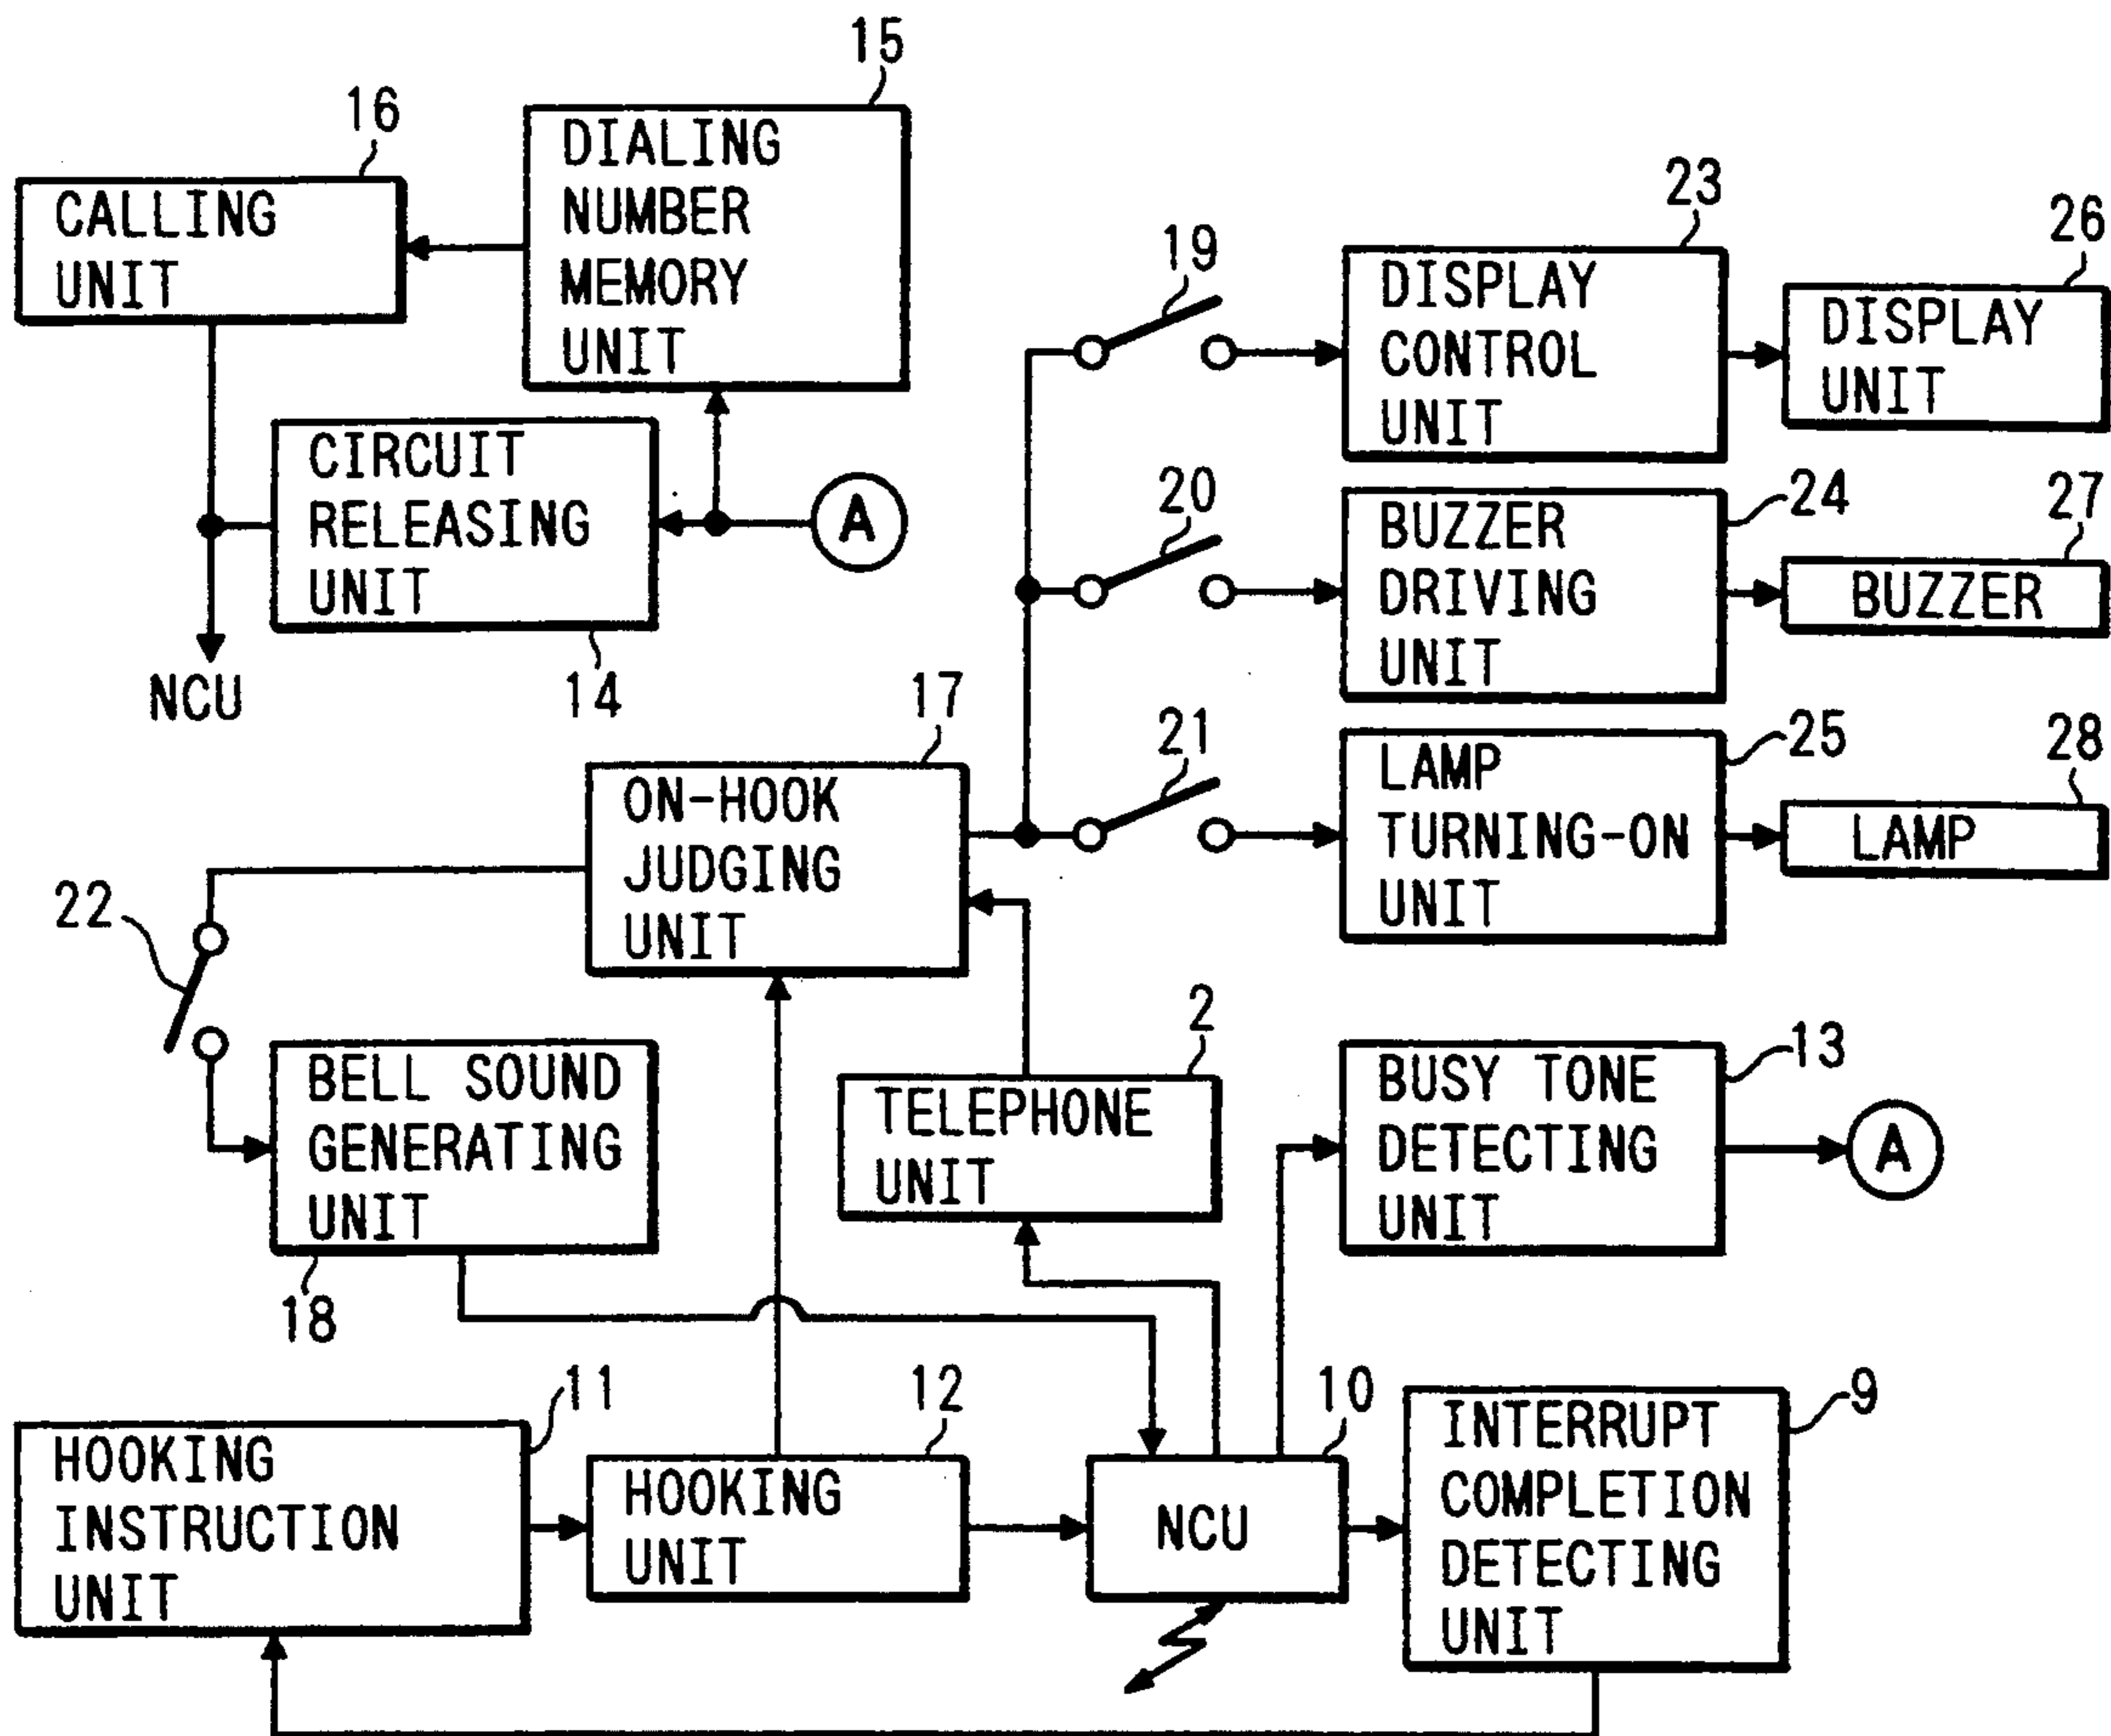 15
16
DIALING
NUMBER
MEMORY
UNIT
CALLING
UNIT
23
26
19
DISPLAY
CONTROL
UNIT
DISPLAY
UNIT
CIRCUIT
RELEASING
UNIT
A
20
BUZZER
DRIVING
UNIT
24
27
BUZZER
NCU
14
17
21
LAMP
TURNING-ON
UNIT
25
28
LAMP
ON-HOOK
JUDGING
UNIT
22
2
BELL SOUND
GENERATING
UNIT
TELEPHONE
UNIT
BUSY TONE
DETECTING
UNIT
13
A
18
11
12
10
9
HOOKING
INSTRUCTION
UNIT
HOOKING
UNIT
NCU
INTERRUPT
COMPLETION
DETECTING
UNIT